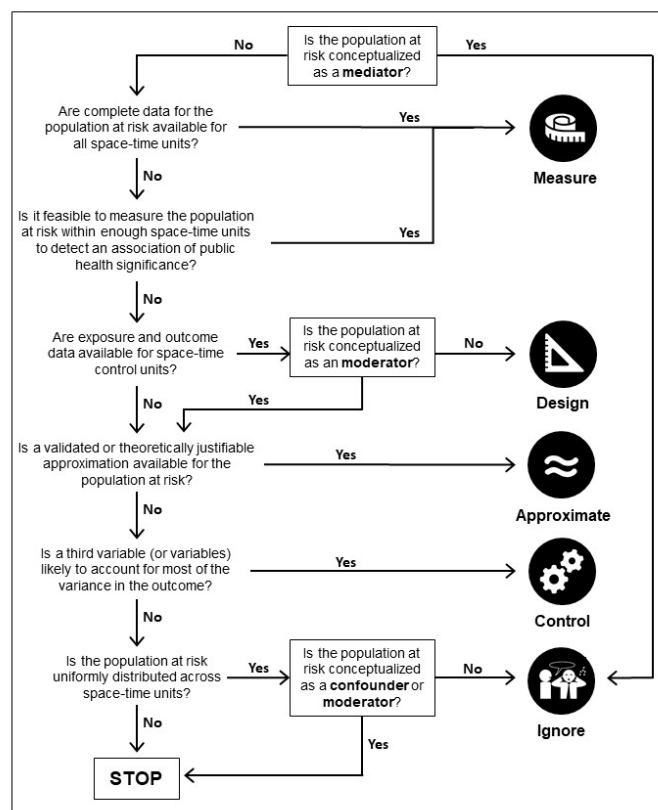 No
Is the population at
risk conceptualized
as a mediator?
Yes
Are complete data for the
population at risk available for
all space-time units?
Yes
Measure
No
Is it feasible to measure the population
at risk within enough space-time units
to detect an association of public
health significance?
Yes
No
Are exposure and outcome
data available for space-time
control units?
Yes
Is the population at
risk conceptualized
as an moderator?
No
Design
Yes
No
Is a validated or theoretically justifiable
approximation available for the
population at risk?
Yes
Approximate
No
Is a third variable (or variables)
likely to account for most of the
variance in the outcome?
Yes
Control
No
Is the population at risk
uniformly distributed across
space-time units?
Yes
Is the population at
risk conceptualized
as a confounder or
moderator?
No
Ignore
No
Yes
STOP